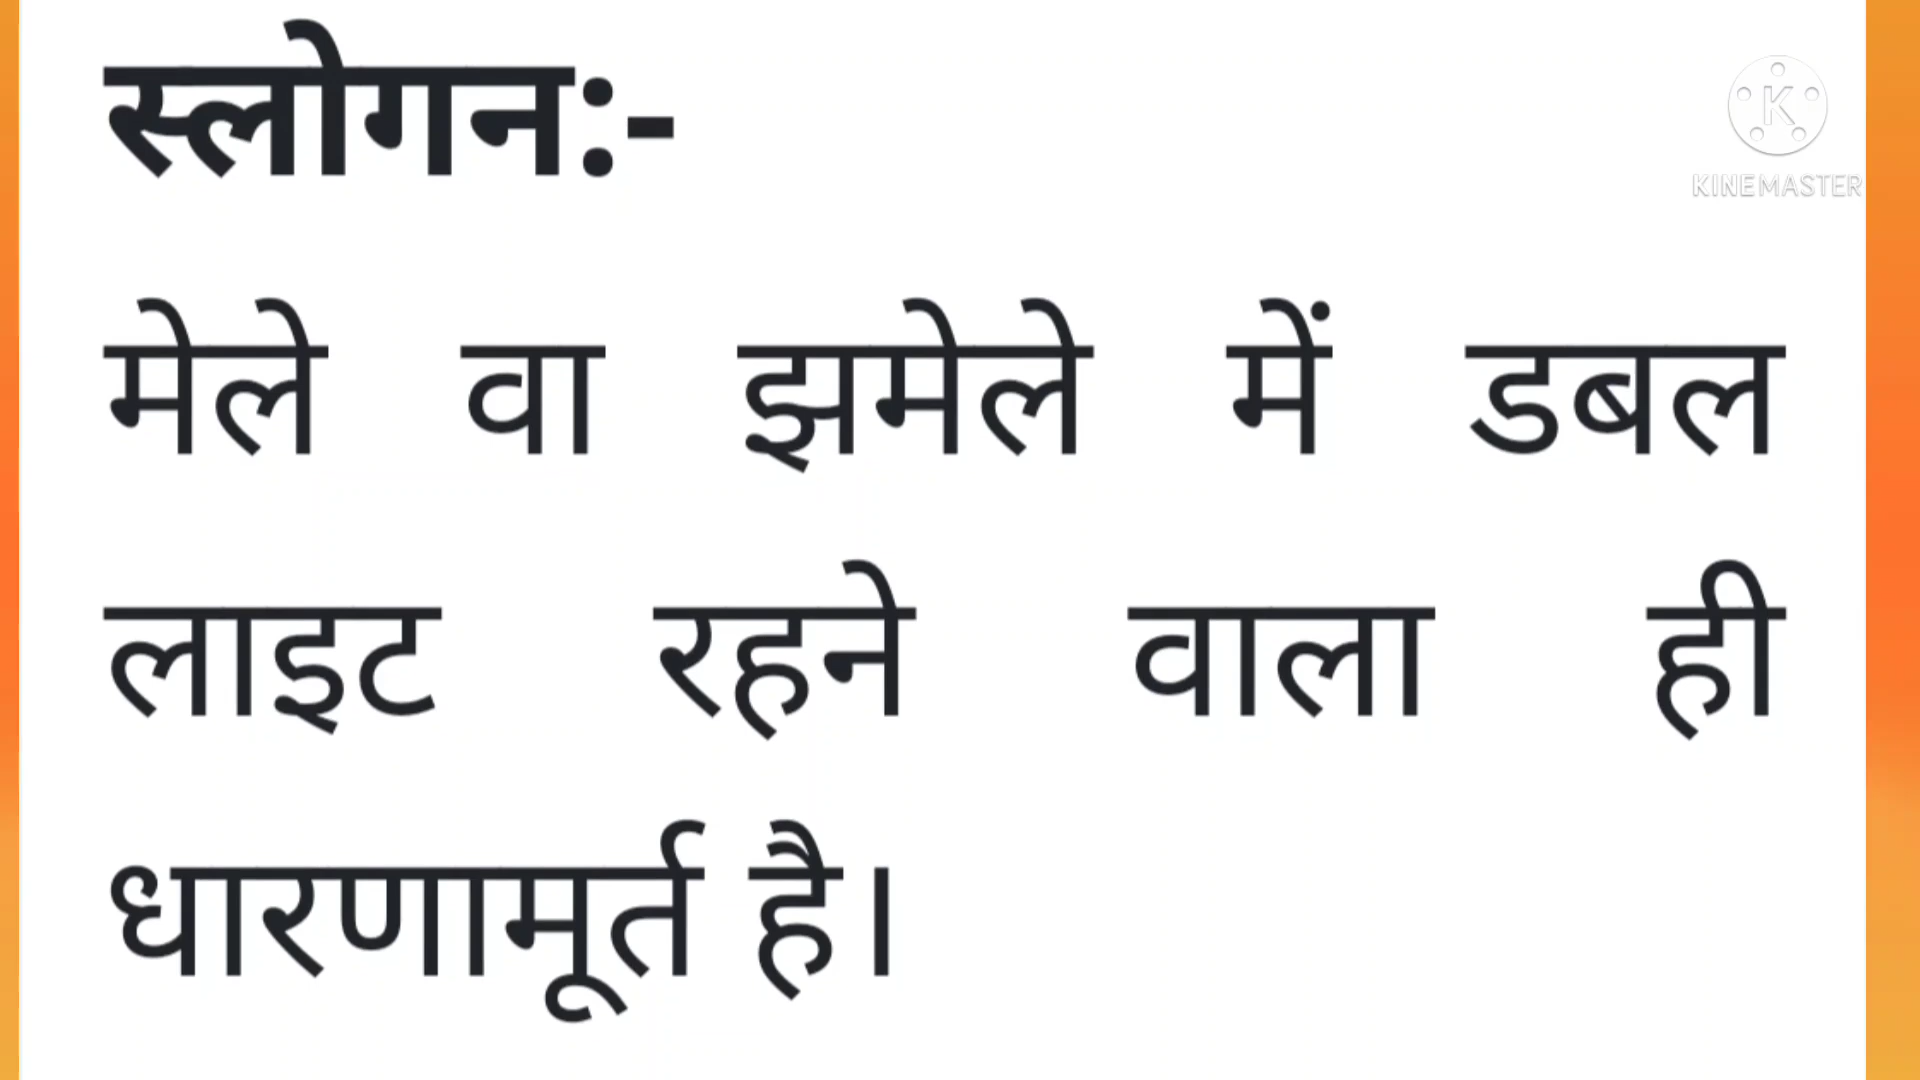 स्लोगन:-
KINEMASTER
मेले वा झमेले में डबल
लाइट रहने वाला ही
धारणामूर्त है।